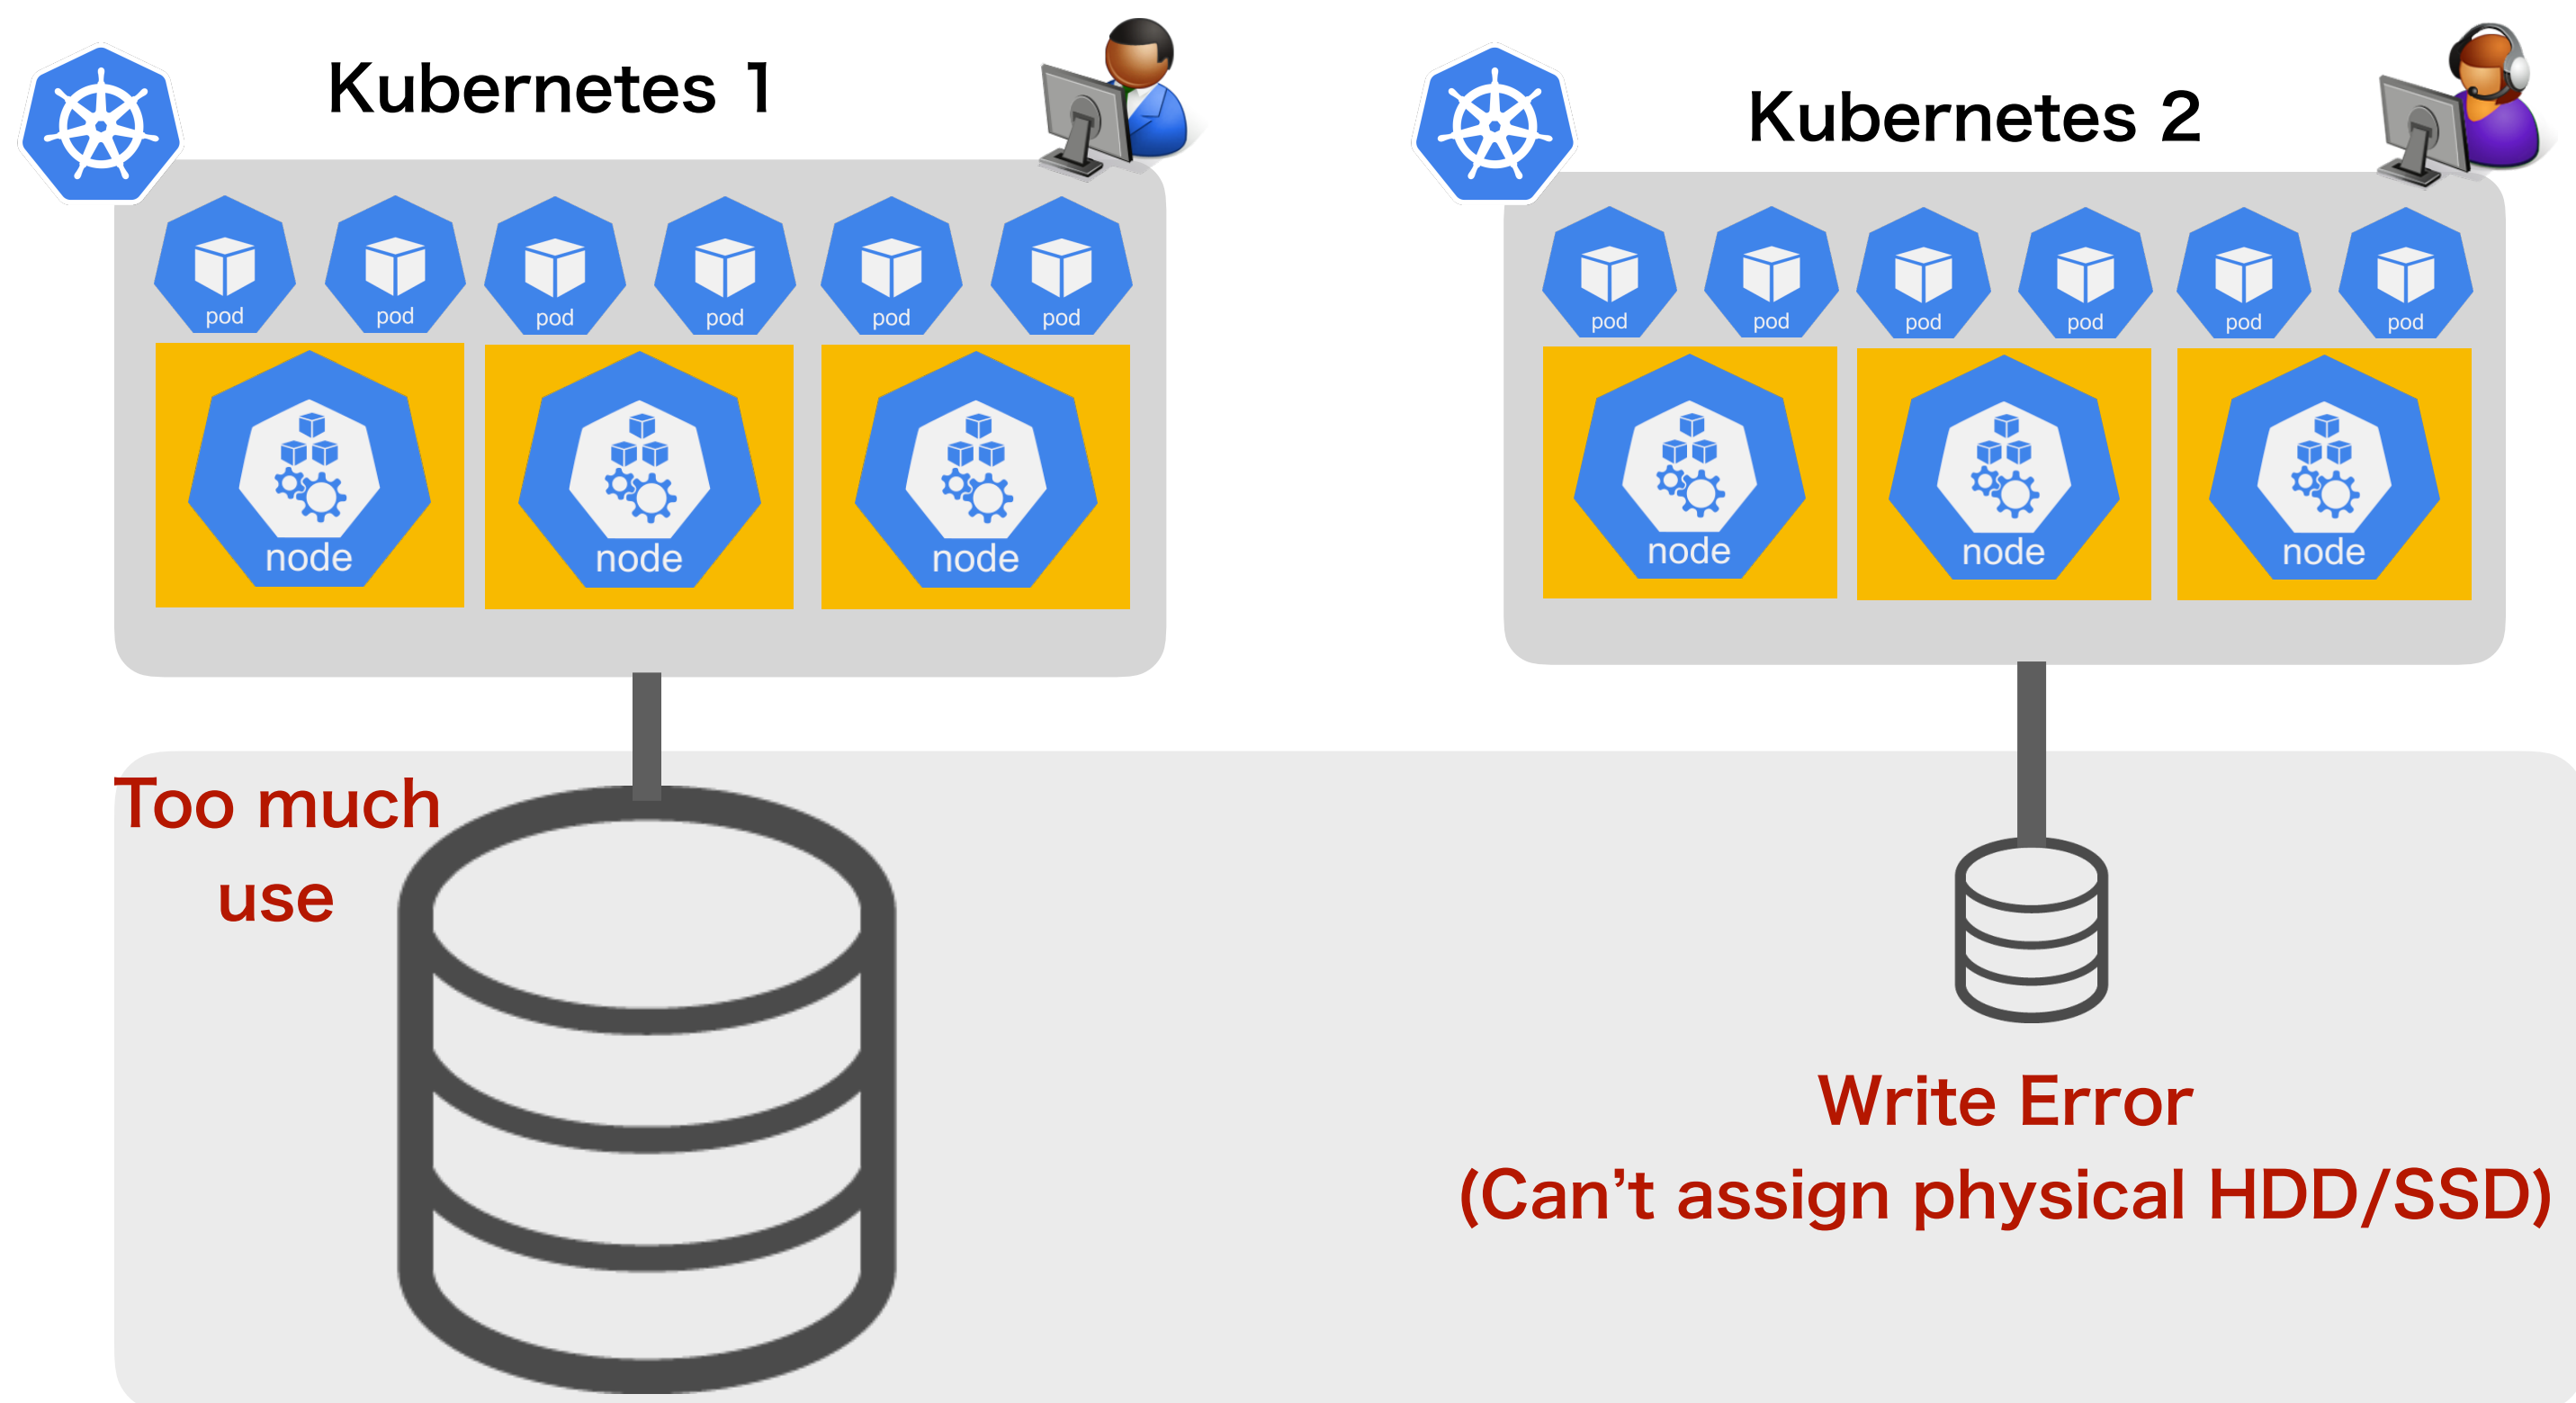 Kubernetes 1
pod
pod
pod
pod
pod
pod
node
node
node
Too much
use
Kubernetes 2
pod
pod
pod
pod
pod
pod
node
node
node
Write Error
(Can’t assign physical HDD/SSD)